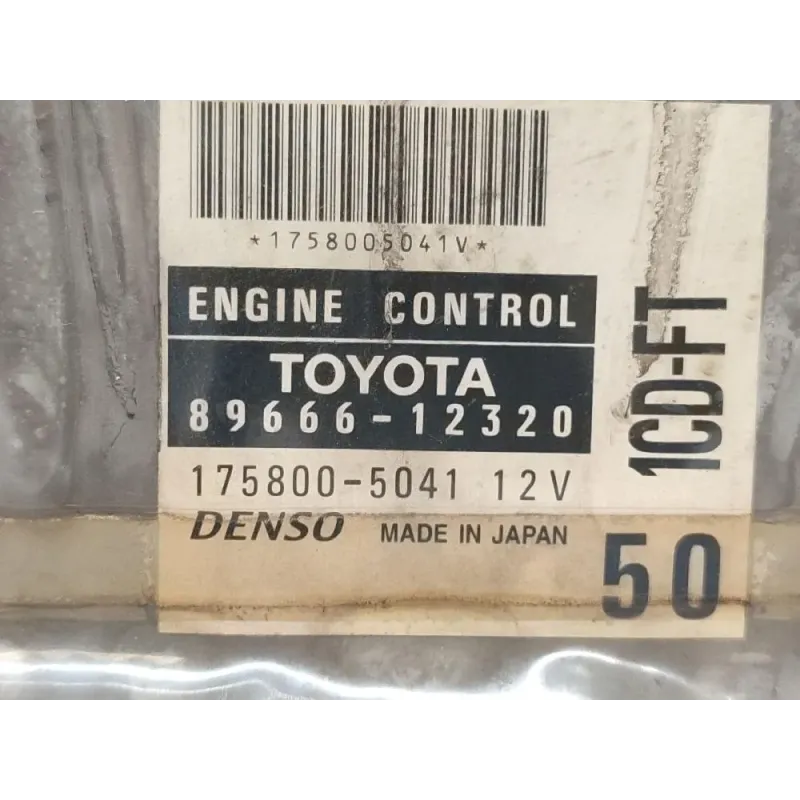 *1758005041V*
ENGINE CONTROL
TOYOTA
89666-12320
175800-5041 12V
DENSO MADE IN JAPAN
1CD-FT
50